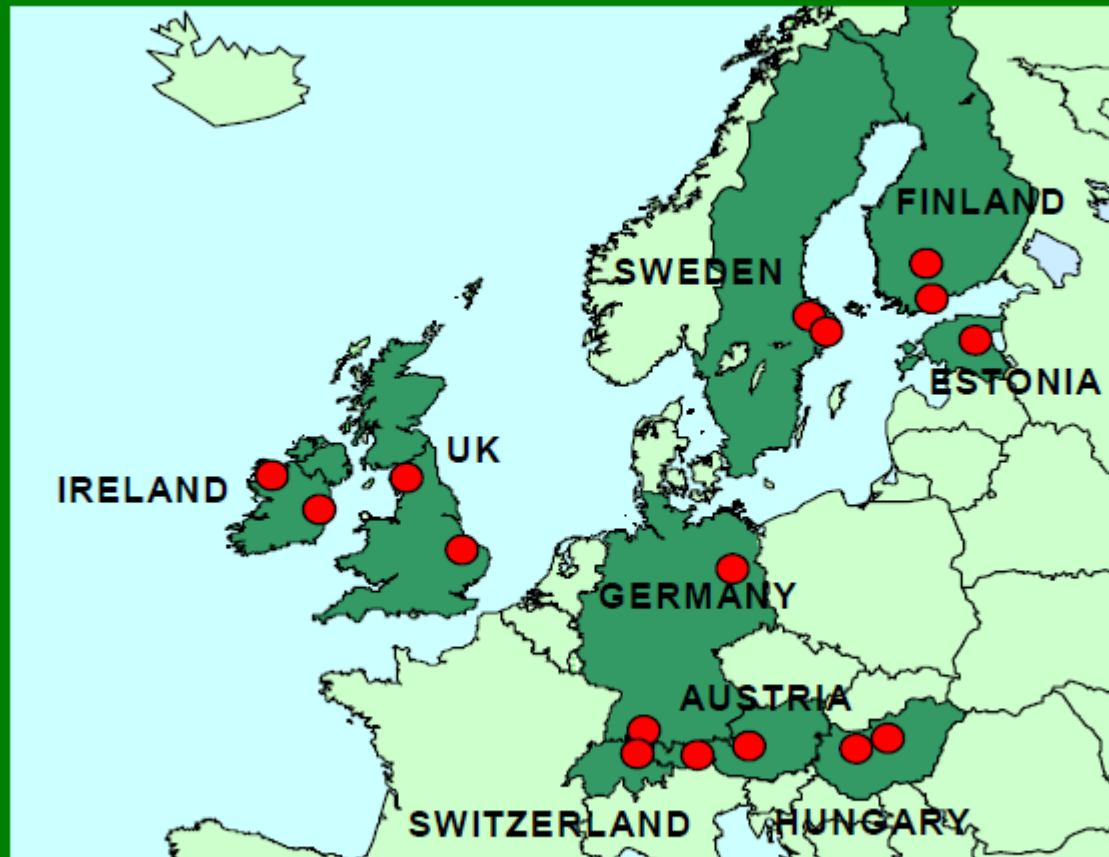 FINLAND
SWEDEN
ESTONIA
UK
IRELAND
GERMANY
AUSTRIA
SWITZERLAND
HUNGARY